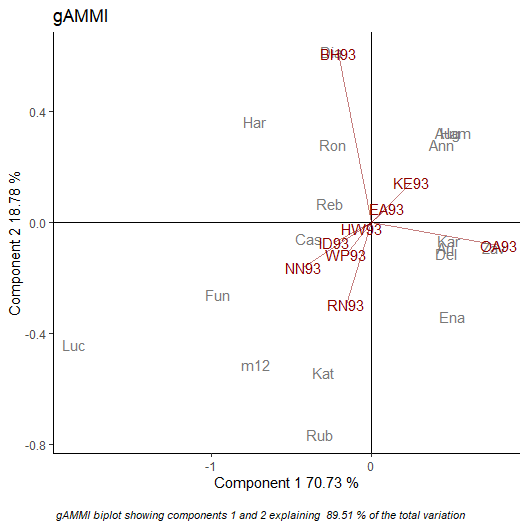 gAMMI
BH93
Har
Ham
Ron
Ann
KE93
Reb
EA93
HW93
Cas
ID93
Kar
OA93
WP93
Del
NN93
Fun
RN93
Ena
Luc
m12
Kat
Rub
0.4
0.0
-0.4
-0.8
-1
0
Component 2 18.78 %
Component 1 70.73 %
gAMMI biplot showing components 1 and 2 explaining 89.51 % of the total variation